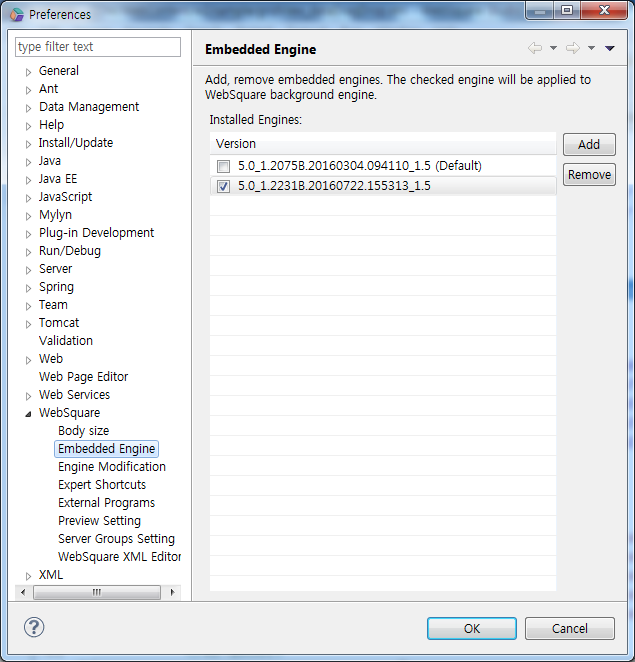 Preferences
type filter text
General
Ant
Data Management
Help
Install/Update
Java
Java EE
JavaScript
Mylyn
Plug-in Development
Run/Debug
Server
Spring
Team
Tomcat
Validation
Web
Web Page Editor
Web Services
WebSquare
Body size
Embedded Engine
Engine Modification
Expert Shortcuts
External Programs
Preview Setting
Server Groups Setting
WebSquare XML Editor
XML
Embedded Engine
Add, remove embedded engines. The checked engine will be applied to
WebSquare background engine.
Installed Engines:
Version
5.0_1.2075B.20160304.094110_1.5 (Default)
5.0_1.2231B.20160722.155313_1.5
Add
Remove
OK
Cancel